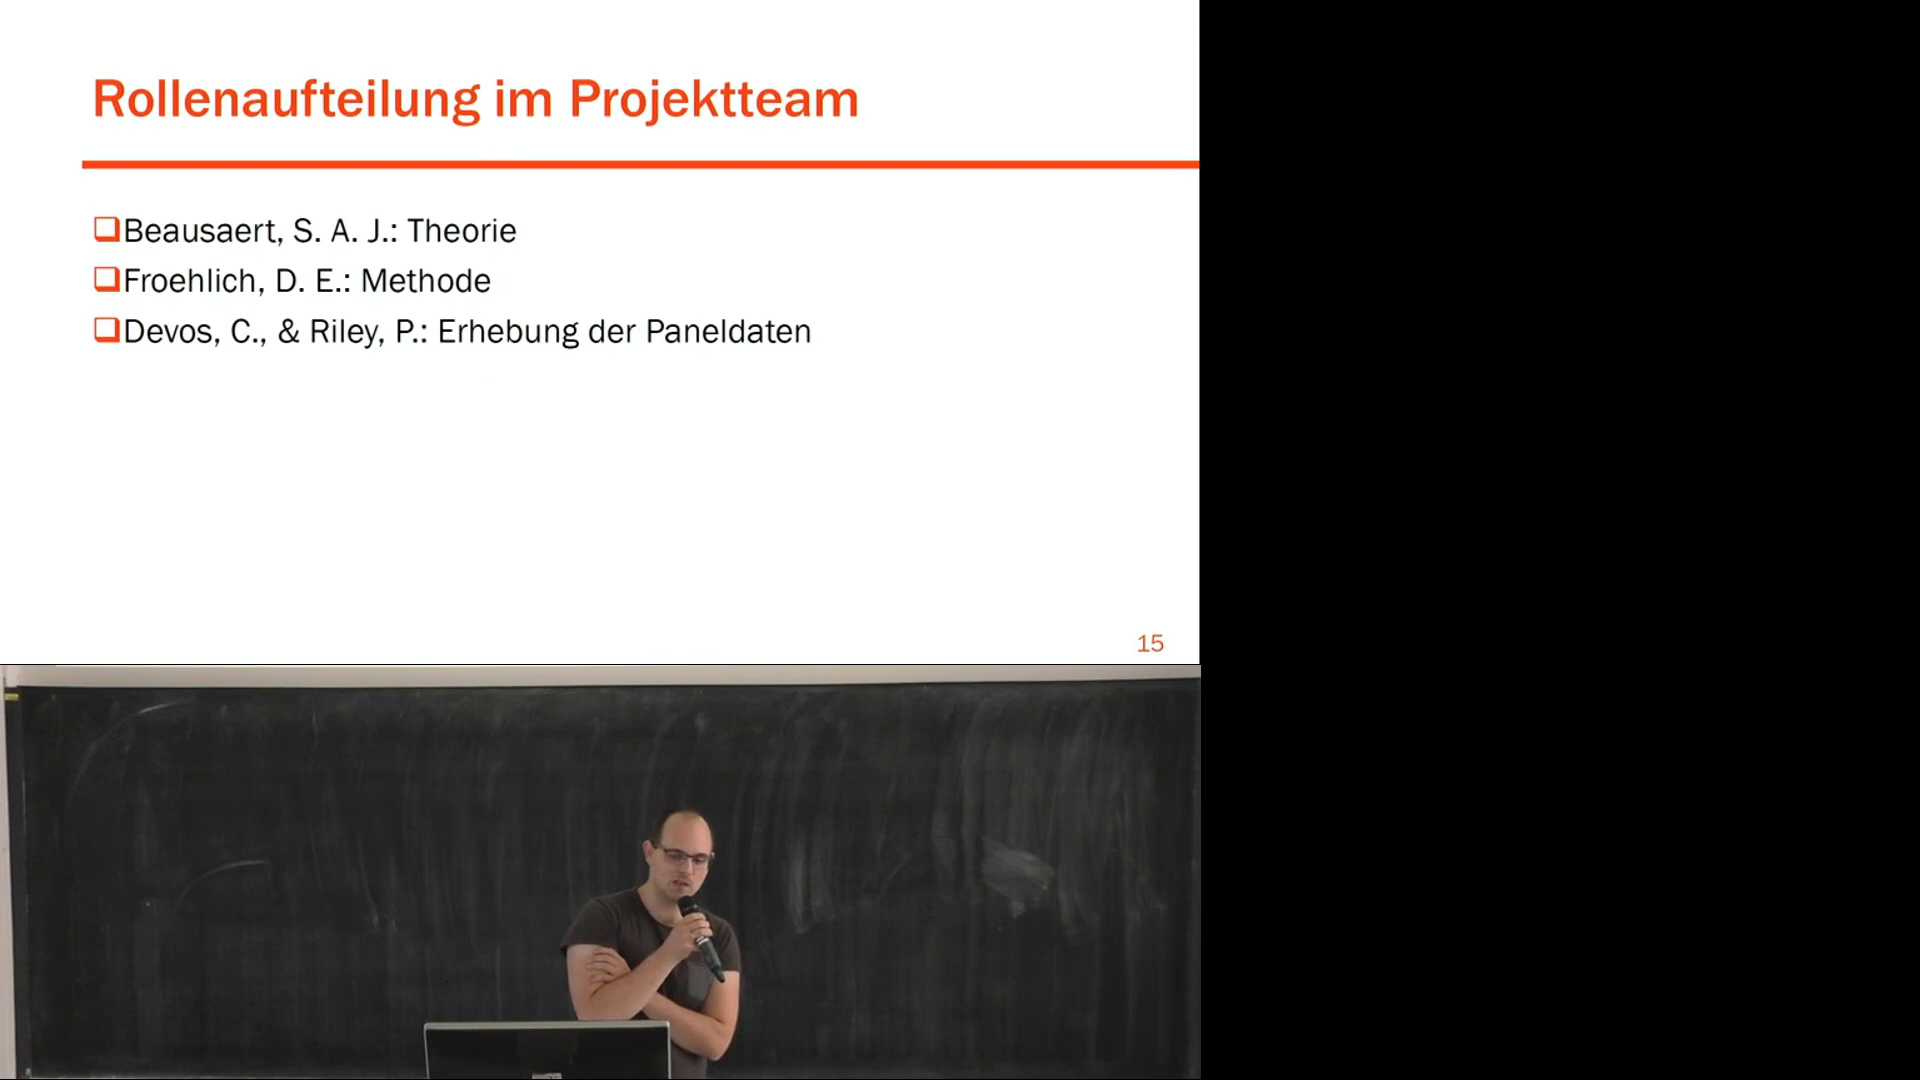 Rollenaufteilung im Projektteam
Beausaert, S. A. J.: Theorie
Froehlich, D. E.: Methode
Devos, C., & Riley, P.: Erhebung der Paneldaten
15